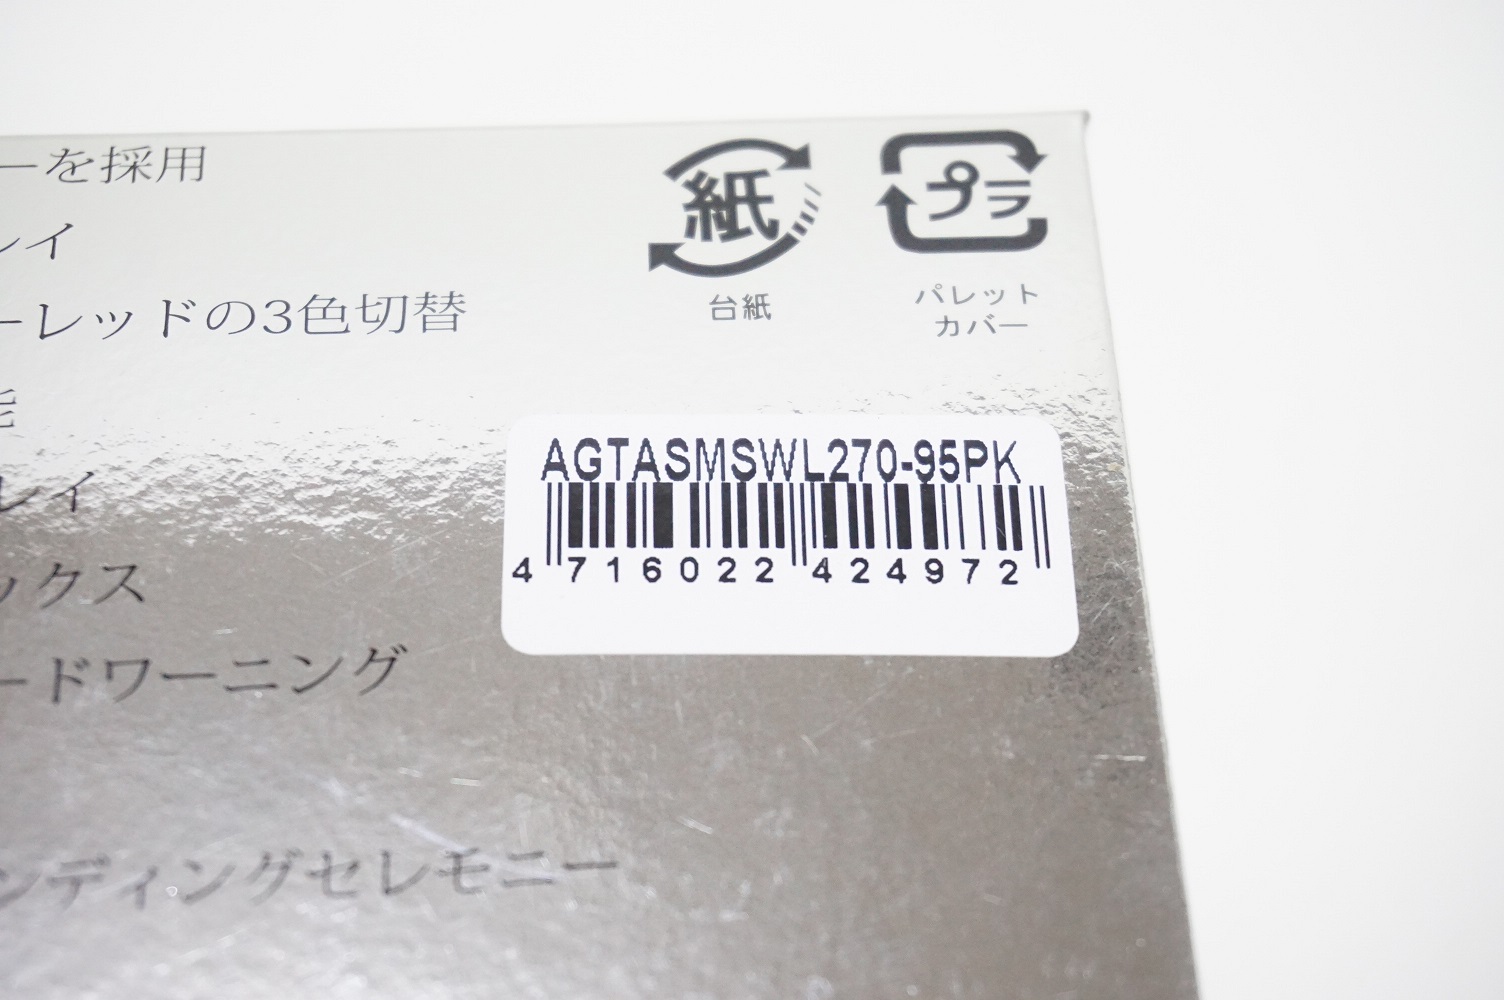 ーを採用
レイ
ーレッドの3色切替
能
レイ
ックス
ードワーニング
ンディングセレモニー
紙
台紙
プラ
パレット
カバー
AGTASMSWL270-95PK
4 716022 424972